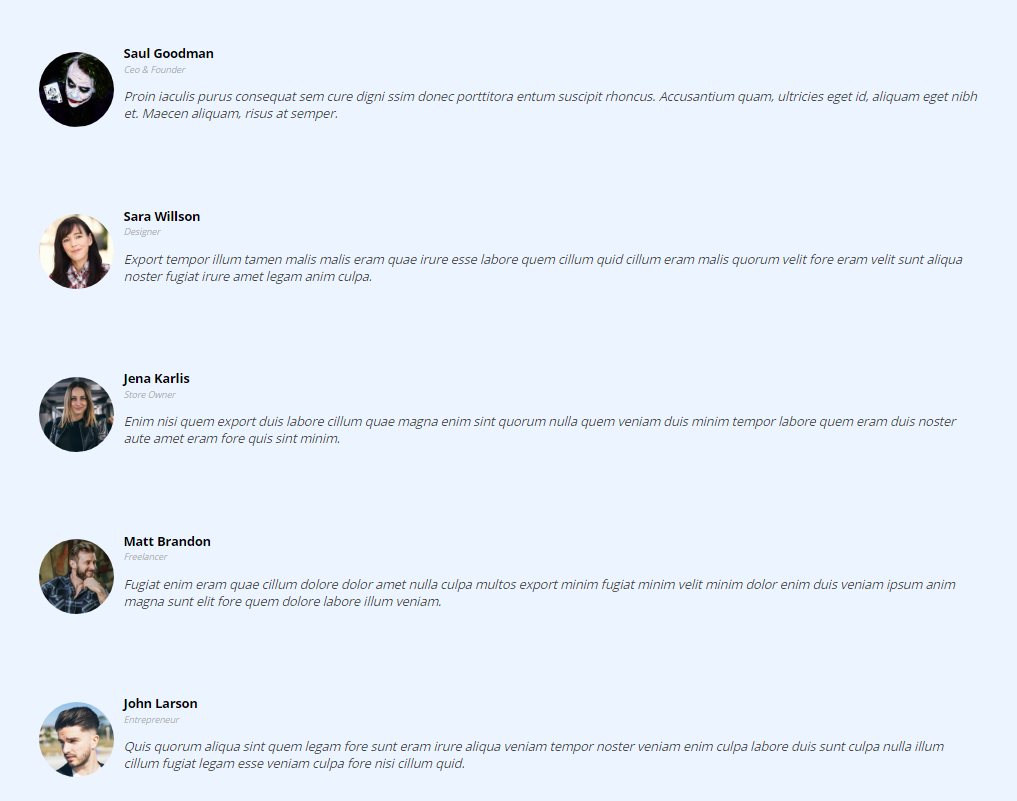 Saul Goodman
Ceo & Founder
Proin iaculis purus consequat sem cure digni ssim donec porttitora entum suscipit rhoncus. Accusantium quam, ultricies eget id, aliquam eget nibh
et. Maecen aliquam, risus at semper.
Sara Willson
Designer
Export tempor illum tamen malis malis eram quae irure esse labore quem cillum quid cillum eram malis quorum velit fore eram velit sunt aliqua
noster fugiat irure amet legam anim culpa.
Jena Karlis
Store Owner
Enim nisi quem export duis labore cillum quae magna enim sint quorum nulla quem veniam duis minim tempor labore quem eram duis noster
aute amet eram fore quis sint minim.
Matt Brandon
Freelancer
Fugiat enim eram quae cillum dolore dolor amet nulla culpa multos export minim fugiat minim velit minim dolor enim duis veniam ipsum anim
magna sunt elit fore quem dolore labore illum veniam.
John Larson
Entrepreneur
Quis quorum aliqua sint quem legam fore sunt eram irure aliqua veniam tempor noster veniam enim culpa labore duis sunt culpa nulla illum
cillum fugiat legam esse veniam culpa fore nisi cillum quid.